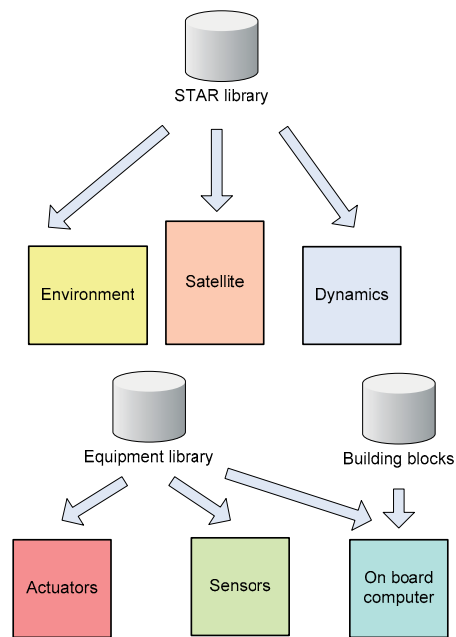 STAR library
Environment
Satellite
Dynamics
Equipment library
Building blocks
Actuators
Sensors
On board
computer